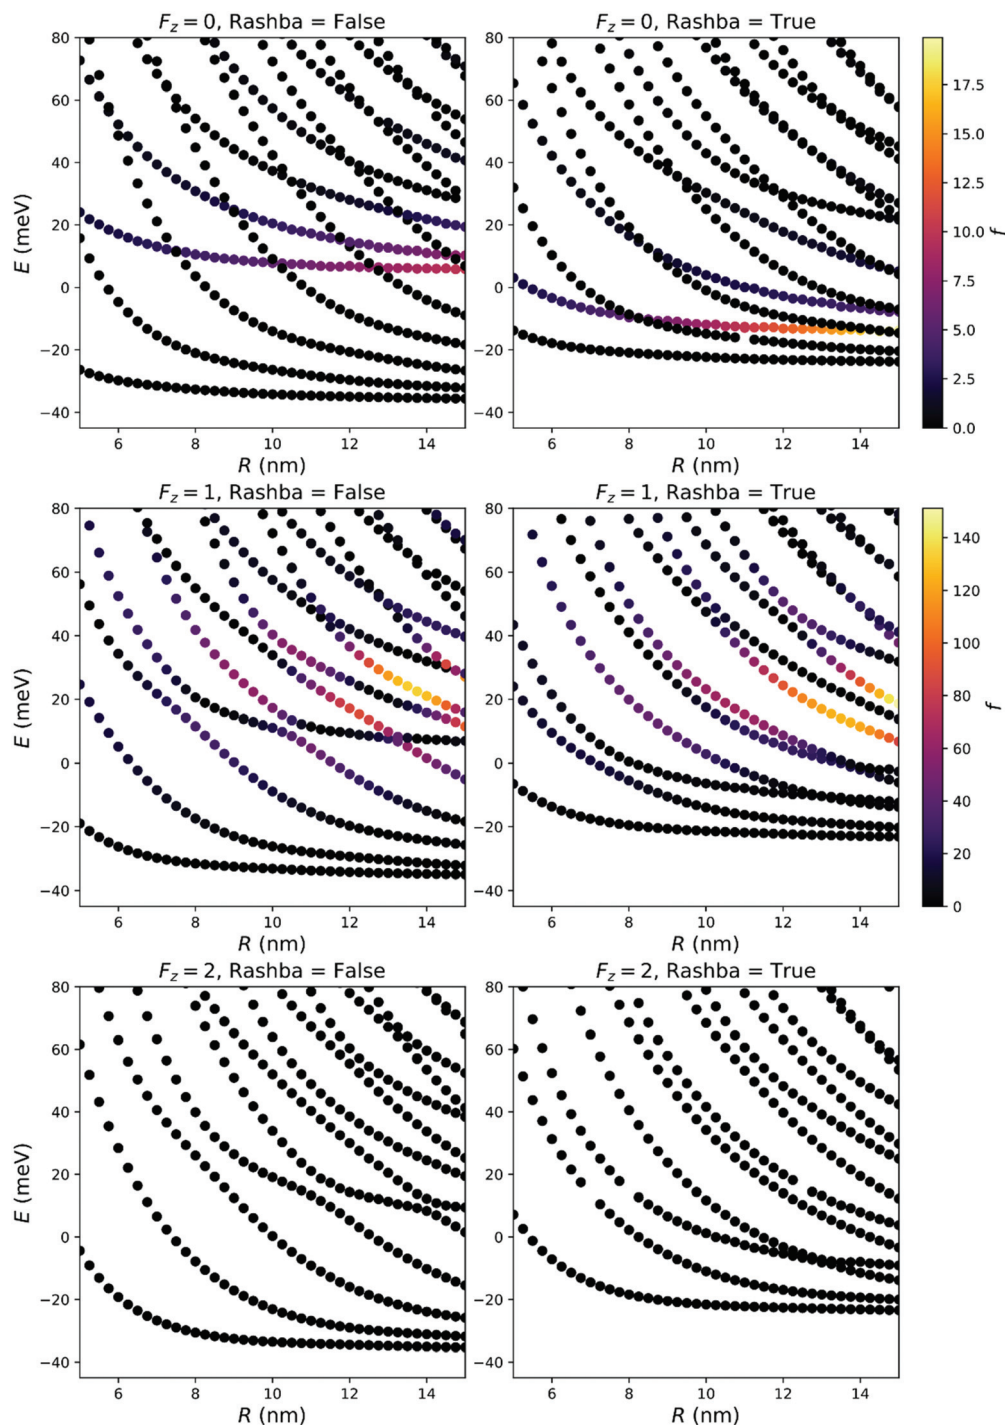 F_z = 0, Rashba = False
F_z = 0, Rashba = True
80
60
40
20
0
−20
−40
E (meV)
6 8 10 12 14
R (nm)
80
60
40
20
0
−20
−40
6 8 10 12 14
R (nm)
17.5
15.0
12.5
10.0
7.5
5.0
2.5
0.0
f
F_z = 1, Rashba = False
F_z = 1, Rashba = True
80
60
40
20
0
−20
−40
E (meV)
6 8 10 12 14
R (nm)
80
60
40
20
0
−20
−40
6 8 10 12 14
R (nm)
140
120
100
80
60
40
20
0
f
F_z = 2, Rashba = False
F_z = 2, Rashba = True
80
60
40
20
0
−20
−40
E (meV)
6 8 10 12 14
R (nm)
80
60
40
20
0
−20
−40
6 8 10 12 14
R (nm)